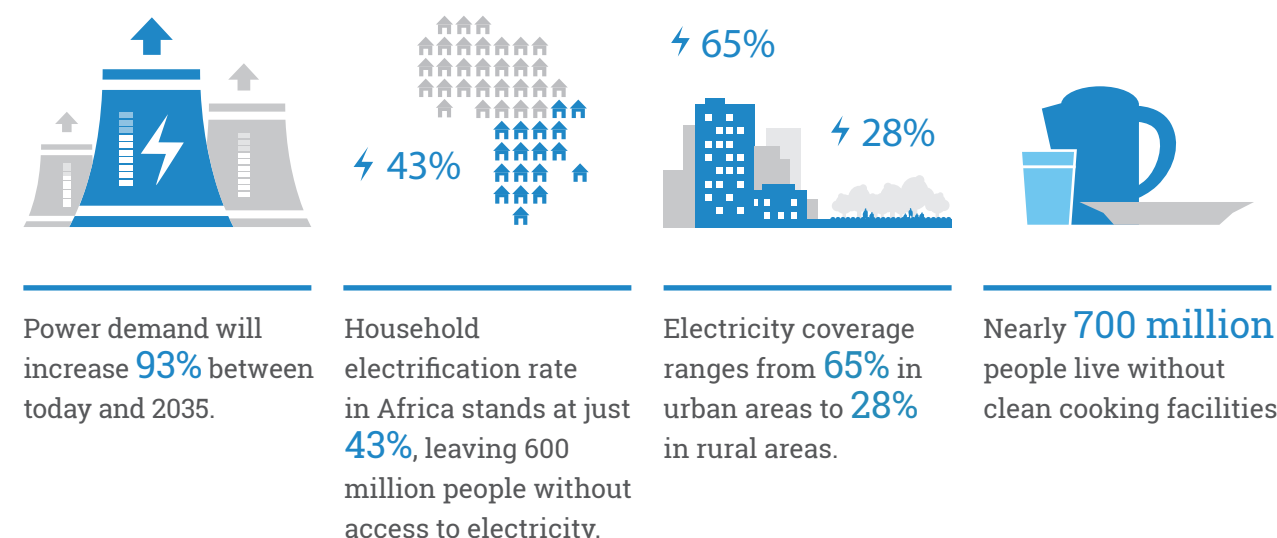 65%
28%
43%
Power demand will
increase 93% between
today and 2035.
Household
electrification rate
in Africa stands at just
43%, leaving 600
million people without
access to electricity.
Electricity coverage
ranges from 65% in
urban areas to 28%
in rural areas.
Nearly 700 million
people live without
clean cooking facilities